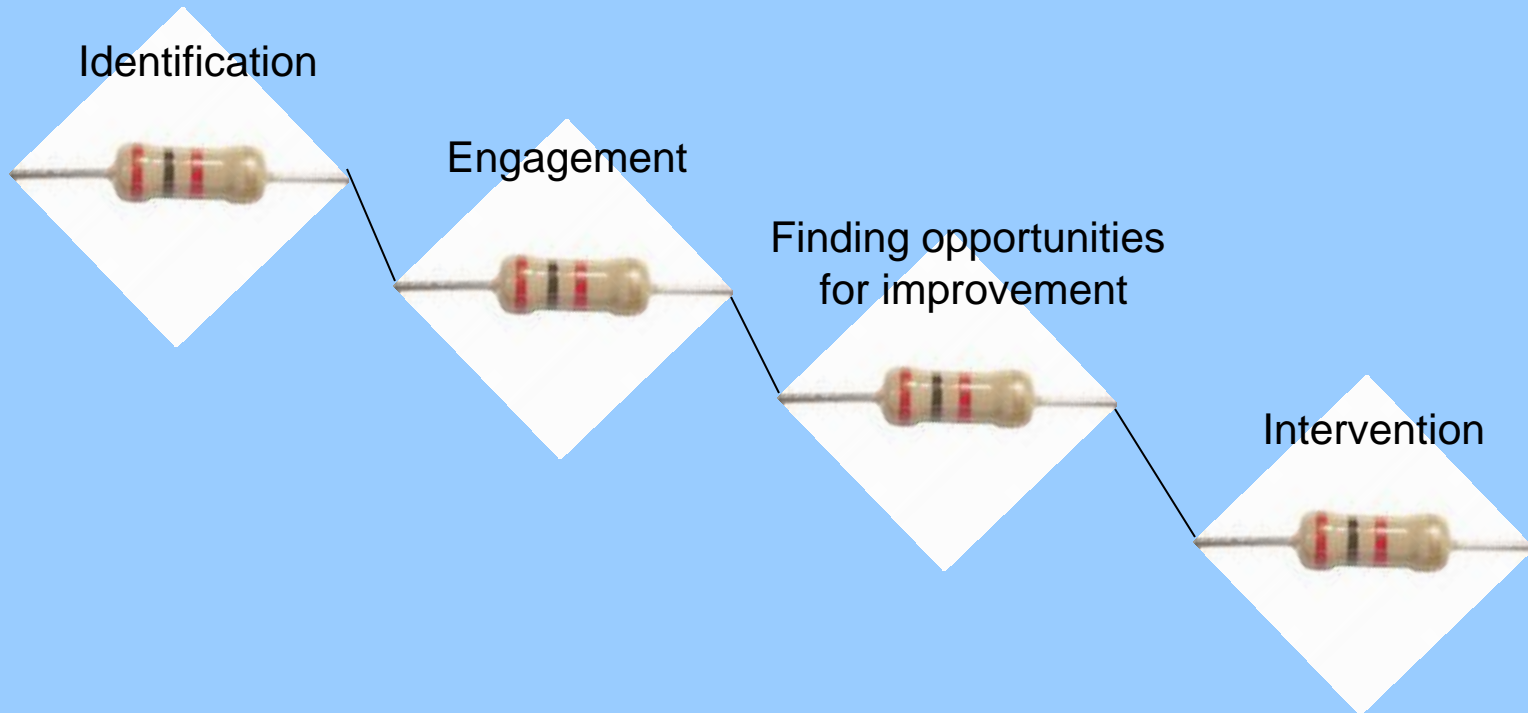 Identification
Engagement
Finding opportunities
for improvement
Intervention